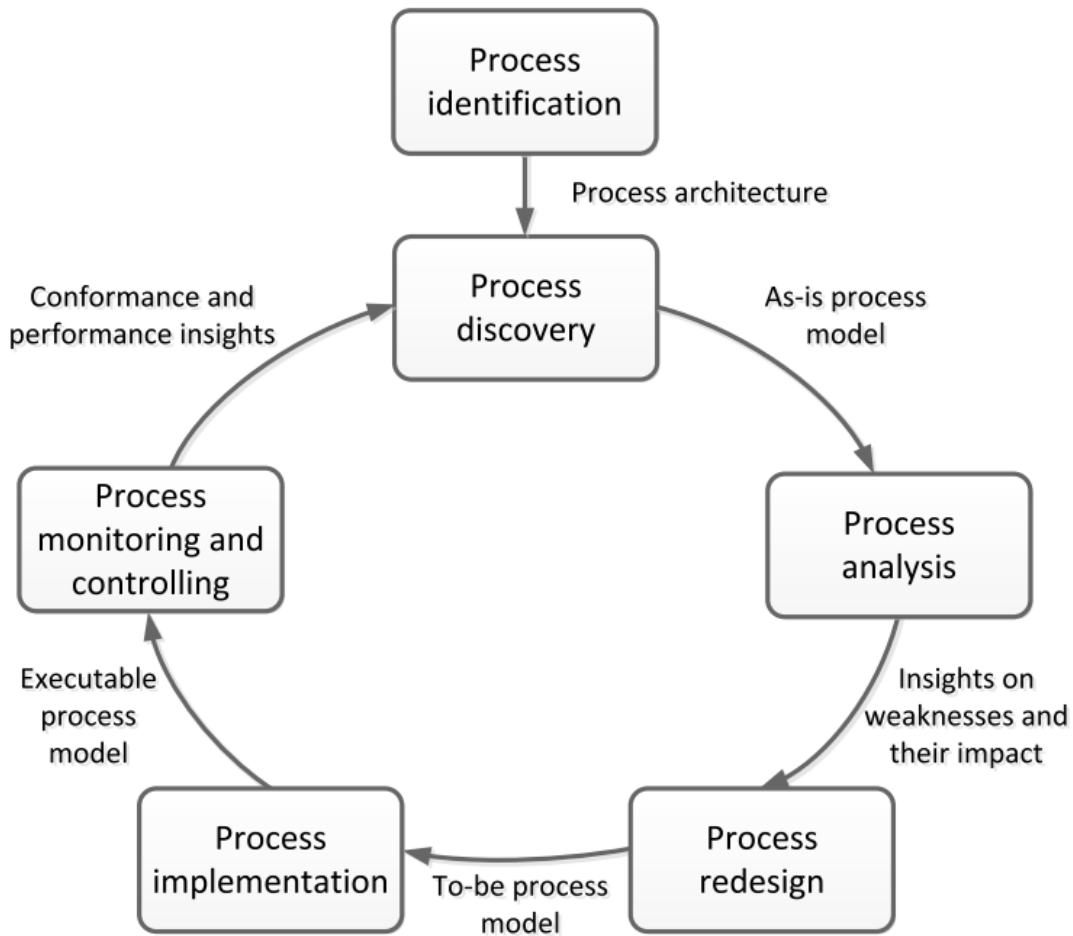 Process
identification
Process architecture
Process
discovery
Conformance and
performance insights
As-is process
model
Process
monitoring and
controlling
Process
analysis
Executable
process
model
Insights on
weaknesses and
their impact
Process
implementation
To-be process
model
Process
redesign